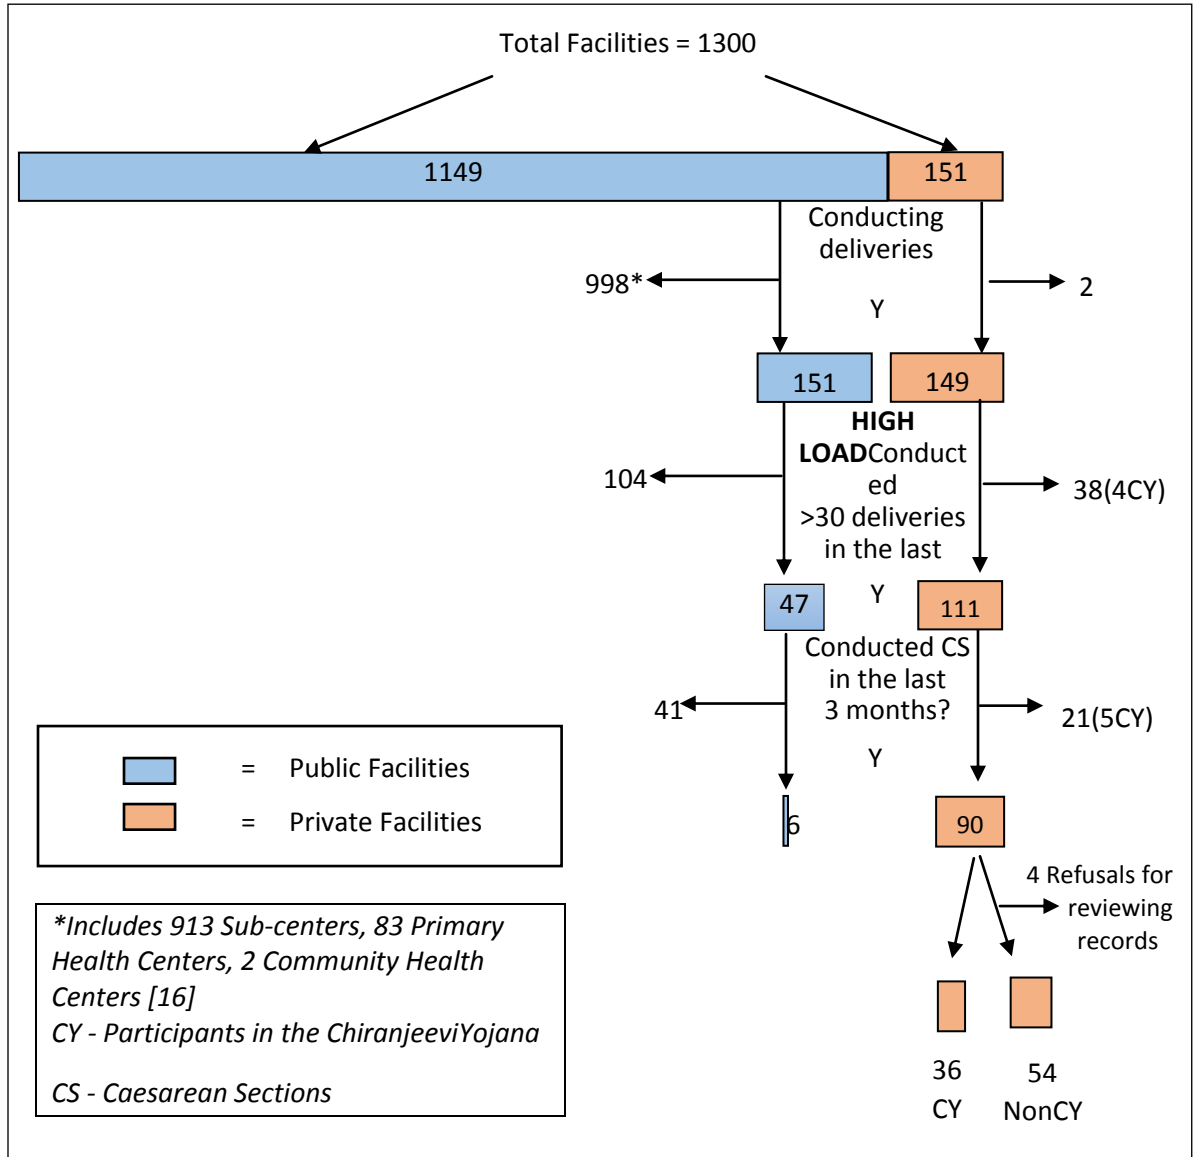 Total Facilities = 1300
1149
151
Conducting
deliveries
998*
2
Y
151
149
HIGH
LOADConduct
ed
>30 deliveries
in the last
104
38(4CY)
Y
47
111
Conducted CS
in the last
3 months?
41
21(5CY)
Y
6
90
= Public Facilities
= Private Facilities
4 Refusals for
reviewing
records
*Includes 913 Sub-centers, 83 Primary
Health Centers, 2 Community Health
Centers [16]
CY - Participants in the ChiranjeeviYojana
CS - Caesarean Sections
36
CY
54
NonCY